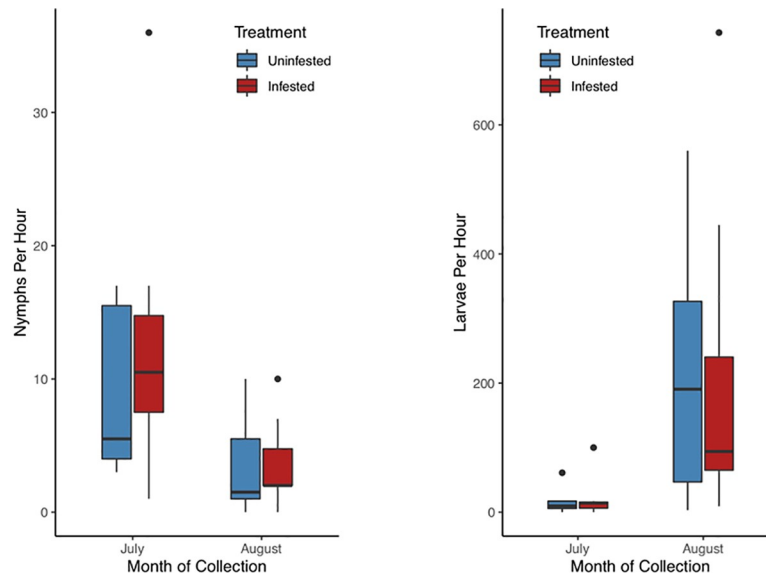 Treatment
Uninfested
Infested
30
20
10
0
Nymphs Per Hour
July August
Month of Collection
Treatment
Uninfested
Infested
600
400
200
0
Larvae Per Hour
July August
Month of Collection